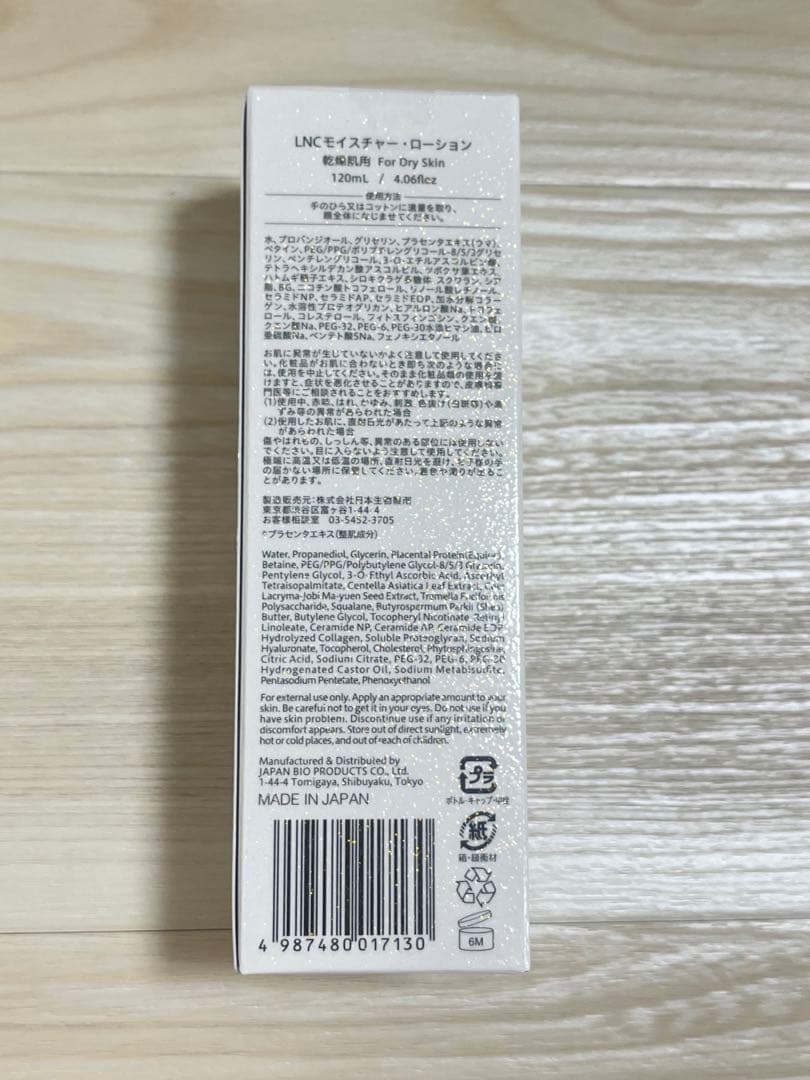 LNCモイスチャー・ローション
乾燥肌用 For Dry Skin
120mL / 4.06floz
使用方法
手のひら又はコットンに適量を取り、
顔全体になじませてください。
水、プロパンジオール、グリセリン、プラセンタエキス(ウマ)、
ベタイン、PEG/PPG/ポリブチレングリコール-8/5/3グリセ
リン、ペンチレングリコール、3-O-エチルアスコルビン酸、
テトラヘキシルデカン酸アスコルビル、ツボクサ葉エキス、
ハトムギ種子エキス、シロキクラゲ多糖体、スクワラン、シア
脂、BG、ニコチン酸トコフェロール、リノール酸レチノール、
セラミドNP、セラミドAP、セラミドEOP、加水分解コラー
ゲン、水溶性プロテオグリカン、ヒアルロン酸Na、トコフェ
ロール、コレステロール、フィトスフィンゴシン、クエン酸、
クエン酸Na、PEG-32、PEG-6、PEG-30水添ヒマシ油、ピロ
亜硫酸Na、ペンテト酸5Na、フェノキシエタノール
お肌に異常が生じていないかよく注意して使用してくださ
い。化粧品がお肌に合わないとき即ち次のような場合に
は、使用を中止してください。そのまま化粧品類の使用を続
けますと、症状を悪化させることがありますので、皮膚科専
門医等にご相談されることをおすすめします。
(1)使用中、赤み、はれ、かゆみ、刺激、色抜け(白斑等)や黒
ずみ等の異常があらわれた場合
(2)使用したお肌に、直射日光があたって上記のような異常
があらわれた場合
傷やはれもの、しっしん等、異常のある部位には使用しない
でください。目に入らないよう注意して使用してください。
極端に高温又は低温の場所、直射日光を避け、お子様の手
の届かない場所に保管してください。着色や濁りが出るこ
とがあります。
製造販売元:株式会社日本生物製剤
東京都渋谷区富ヶ谷1-44-4
お客様相談室 03-5452-3705
*プラセンタエキス(整肌成分)
Water, Propanediol, Glycerin, Placental Protein(Equine),
Betaine, PEG/PPG/Polybutylene Glycol-8/5/3 Glycerin,
Pentylene Glycol, 3-O-Ethyl Ascorbic Acid, Ascorbyl
Tetraisopalmitate, Centella Asiatica Leaf Extract, Coix
Lacryma-Jobi Ma-yuen Seed Extract, Tremella Fuciformis
Polysaccharide, Squalane, Butyrospermum Parkii (Shea)
Butter, Butylene Glycol, Tocopheryl Nicotinate, Retinyl
Linoleate, Ceramide NP, Ceramide AP, Ceramide EOP,
Hydrolyzed Collagen, Soluble Proteoglycan, Sodium
Hyaluronate, Tocopherol, Cholesterol, Phytosphingosine,
Citric Acid, Sodium Citrate, PEG-32, PEG-6, PEG-30
Hydrogenated Castor Oil, Sodium Metabisulfite,
Pentasodium Pentetate, Phenoxyethanol
For external use only. Apply an appropriate amount to your
skin. Be careful not to get it in your eyes. Do not use if you
have skin problem. Discontinue use if any irritation or
discomfort appears. Store out of direct sunlight, extremely
hot or cold places, and out of reach of children.
Manufactured & Distributed by
JAPAN BIO PRODUCTS CO., Ltd.
1-44-4 Tomigaya, Shibuyaku, Tokyo
MADE IN JAPAN
プラ
ボトル・キャップ・中栓
紙
箱・緩衝材
6M
4 987480 017130